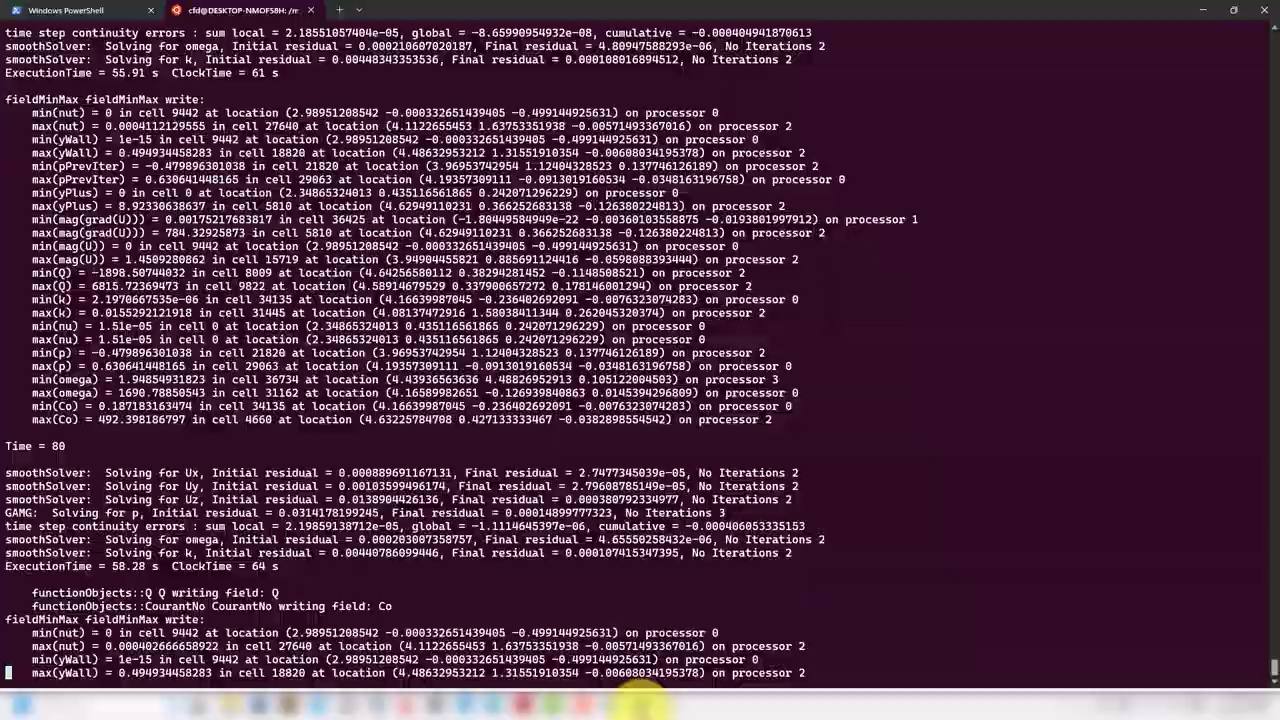 Windows PowerShell
cfd@DESKTOP-NMOF58H: /m
time step continuity errors : sum local = 2.18551057404e-05, global = -8.65990954932e-08, cumulative = -0.000404941870613
smoothSolver:  Solving for omega, Initial residual = 0.000210607020187, Final residual = 4.80947588293e-06, No Iterations 2
smoothSolver:  Solving for k, Initial residual = 0.00448343353536, Final residual = 0.000108016894512, No Iterations 2
ExecutionTime = 55.91 s  ClockTime = 61 s
fieldMinMax fieldMinMax write:
min(nut) = 0 in cell 9442 at location (2.98951208542 -0.000332651439405 -0.499144925631) on processor 0
max(nut) = 0.0004112129555 in cell 27640 at location (4.1122655453 1.63753351938 -0.00571493367016) on processor 2
min(yWall) = 1e-15 in cell 9442 at location (2.98951208542 -0.000332651439405 -0.499144925631) on processor 0
max(yWall) = 0.494934458283 in cell 18820 at location (4.48632953212 1.31551910354 -0.00608034195378) on processor 2
min(pPrevIter) = -0.479896301038 in cell 21820 at location (3.96953742954 1.12404328523 0.137746126189) on processor 2
max(pPrevIter) = 0.630641448165 in cell 29063 at location (4.19357309111 -0.0913019160534 -0.0348163196758) on processor 0
min(yPlus) = 0 in cell 0 at location (2.34865324013 0.435116561865 0.242071296229) on processor 0
max(yPlus) = 8.92330638637 in cell 5810 at location (4.62949110231 0.366252683138 -0.126380224813) on processor 2
min(mag(grad(U))) = 0.00175217683817 in cell 36425 at location (-1.80449584949e-22 -0.00360103558875 -0.0193801997912) on processor 1
max(mag(grad(U))) = 784.32925873 in cell 5810 at location (4.62949110231 0.366252683138 -0.126380224813) on processor 2
min(mag(U)) = 0 in cell 9442 at location (2.98951208542 -0.000332651439405 -0.499144925631) on processor 0
max(mag(U)) = 1.4509280862 in cell 15719 at location (3.94904455821 0.885691124416 -0.0598088393444) on processor 2
min(Q) = -1898.50744032 in cell 8009 at location (4.64256580112 0.38294281452 -0.1148508521) on processor 2
max(Q) = 6815.72369473 in cell 9822 at location (4.58914679529 0.337900657272 0.178146001294) on processor 2
min(k) = 2.1970667535e-06 in cell 34135 at location (4.16639987045 -0.236402692091 -0.0076323074283) on processor 0
max(k) = 0.0155292121918 in cell 31445 at location (4.08137472916 1.58038411344 0.262045320374) on processor 2
min(nu) = 1.51e-05 in cell 0 at location (2.34865324013 0.435116561865 0.242071296229) on processor 0
max(nu) = 1.51e-05 in cell 0 at location (2.34865324013 0.435116561865 0.242071296229) on processor 0
min(p) = -0.479896301038 in cell 21820 at location (3.96953742954 1.12404328523 0.137746126189) on processor 2
max(p) = 0.630641448165 in cell 29063 at location (4.19357309111 -0.0913019160534 -0.0348163196758) on processor 0
min(omega) = 1.94854931823 in cell 36734 at location (4.43936563636 4.48826952913 0.105122004503) on processor 3
max(omega) = 1690.78850543 in cell 31162 at location (4.16589982651 -0.126939840863 0.0145394296809) on processor 0
min(Co) = 0.187183163474 in cell 34135 at location (4.16639987045 -0.236402692091 -0.0076323074283) on processor 0
max(Co) = 492.398186797 in cell 4660 at location (4.63225784708 0.427133333467 -0.0382898554542) on processor 2
Time = 80
smoothSolver:  Solving for Ux, Initial residual = 0.000889691167131, Final residual = 2.7477345039e-05, No Iterations 2
smoothSolver:  Solving for Uy, Initial residual = 0.00103599496174, Final residual = 2.79608785149e-05, No Iterations 2
smoothSolver:  Solving for Uz, Initial residual = 0.0138904426136, Final residual = 0.000380792334977, No Iterations 2
GAMG:  Solving for p, Initial residual = 0.0314178199245, Final residual = 0.00014899777323, No Iterations 3
time step continuity errors : sum local = 2.19859138712e-05, global = -1.1114645397e-06, cumulative = -0.000406053335153
smoothSolver:  Solving for omega, Initial residual = 0.000203007358757, Final residual = 4.65550258432e-06, No Iterations 2
smoothSolver:  Solving for k, Initial residual = 0.00440786099446, Final residual = 0.000107415347395, No Iterations 2
ExecutionTime = 58.28 s  ClockTime = 64 s
functionObjects::Q Q writing field: Q
functionObjects::CourantNo CourantNo writing field: Co
fieldMinMax fieldMinMax write:
min(nut) = 0 in cell 9442 at location (2.98951208542 -0.000332651439405 -0.499144925631) on processor 0
max(nut) = 0.000402666658922 in cell 27640 at location (4.1122655453 1.63753351938 -0.00571493367016) on processor 2
min(yWall) = 1e-15 in cell 9442 at location (2.98951208542 -0.000332651439405 -0.499144925631) on processor 0
max(yWall) = 0.494934458283 in cell 18820 at location (4.48632953212 1.31551910354 -0.00608034195378) on processor 2